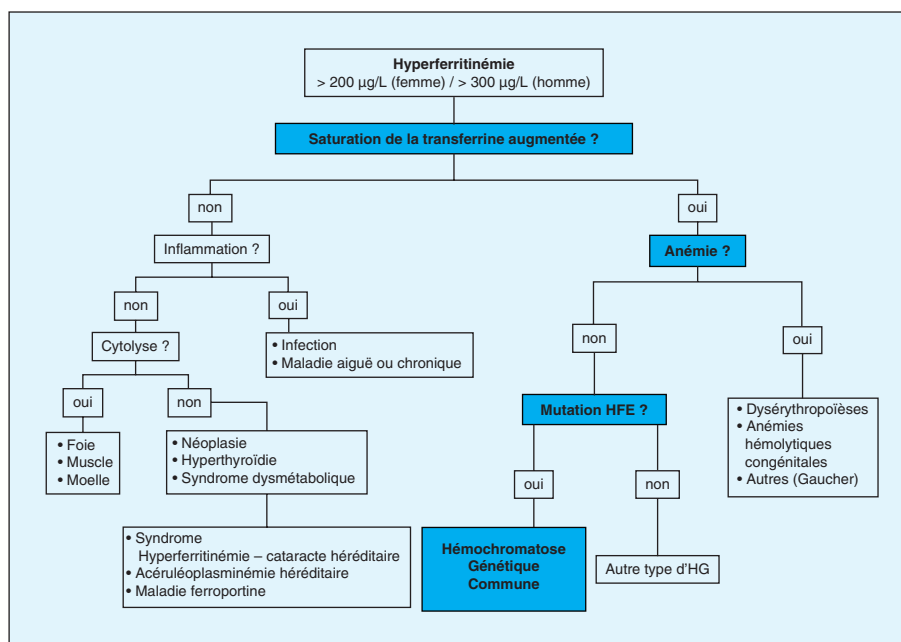 Hyperferritinémie
> 200 µg/L (femme) / > 300 µg/L (homme)
Saturation de la transferrine augmentée ?
non
oui
Inflammation ?
Anémie ?
non
oui
non
oui
Cytolyse ?
• Infection
• Maladie aiguë ou chronique
oui
non
Mutation HFE ?
• Dysérythropoïèses
• Anémies
hémolytiques
congénitales
• Autres (Gaucher)
• Foie
• Muscle
• Moelle
• Néoplasie
• Hyperthyroïdie
• Syndrome dysmétabolique
oui
non
• Syndrome
Hyperferritinémie – cataracte héréditaire
• Acéruléoplasminémie héréditaire
• Maladie ferroportine
Hémochromatose
Génétique
Commune
Autre type d'HG